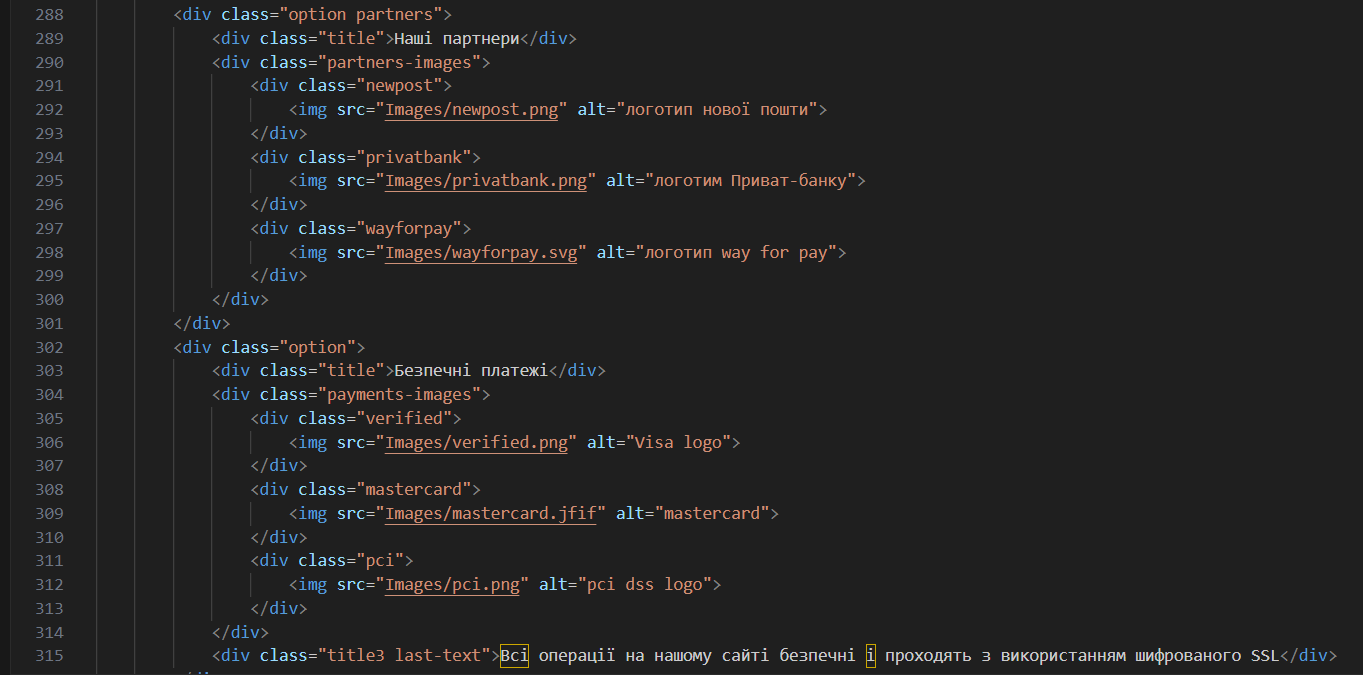 288 <div class="option partners">
289 <div class="title">Наші партнери</div>
290 <div class="partners-images">
291 <div class="newpost">
292 <img src="Images/newpost.png" alt="логотип нової пошти">
293 </div>
294 <div class="privatbank">
295 <img src="Images/privatbank.png" alt="логотим Приват-банку">
296 </div>
297 <div class="wayforpay">
298 <img src="Images/wayforpay.svg" alt="логотип way for pay">
299 </div>
300 </div>
301 </div>
302 <div class="option">
303 <div class="title">Безпечні платежі</div>
304 <div class="payments-images">
305 <div class="verified">
306 <img src="Images/verified.png" alt="Visa logo">
307 </div>
308 <div class="mastercard">
309 <img src="Images/mastercard.jfif" alt="mastercard">
310 </div>
311 <div class="pci">
312 <img src="Images/pci.png" alt="pci dss logo">
313 </div>
314 </div>
315 <div class="title3 last-text">Всі операції на нашому сайті безпечні і проходять з використанням шифрованого SSL</div>